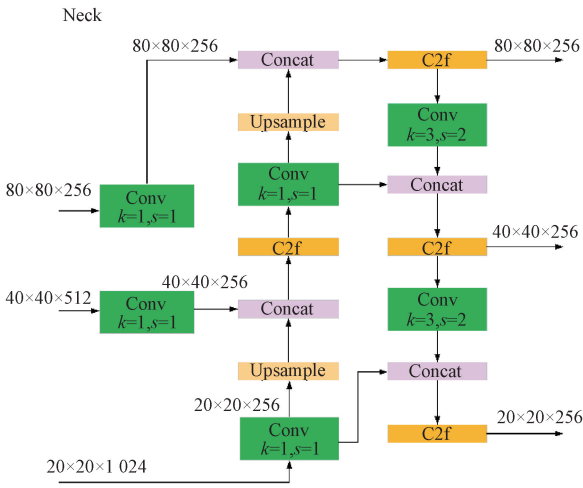 Neck
80×80×256
Concat
C2f
80×80×256
Upsample
Conv
k=3,s=2
80×80×256
Conv
k=1,s=1
Conv
k=1,s=1
Concat
C2f
C2f
40×40×256
40×40×512
Conv
k=1,s=1
40×40×256
Concat
Conv
k=3,s=2
Upsample
Concat
20×20×256
Conv
k=1,s=1
C2f
20×20×256
20×20×1 024